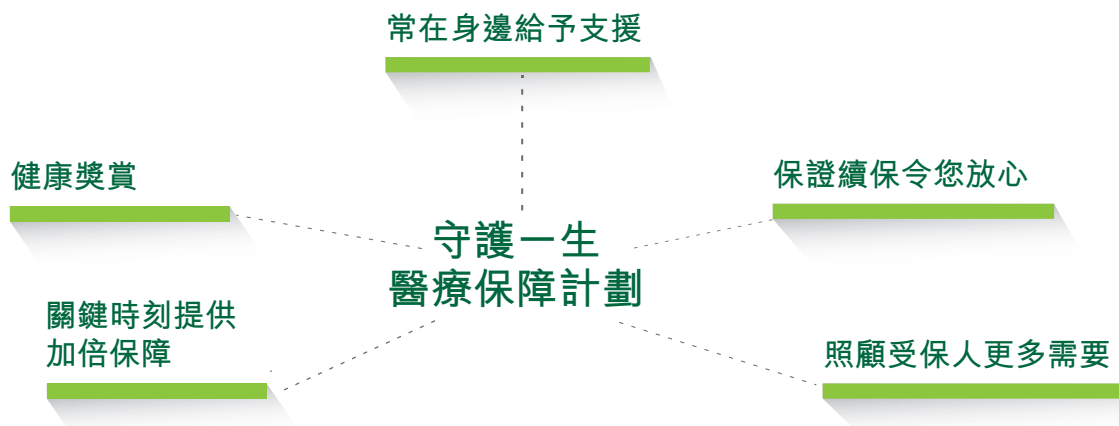 常在身邊給予支援
健康獎賞
保證續保令您放心
守護一生
醫療保障計劃
關鍵時刻提供
加倍保障
照顧受保人更多需要